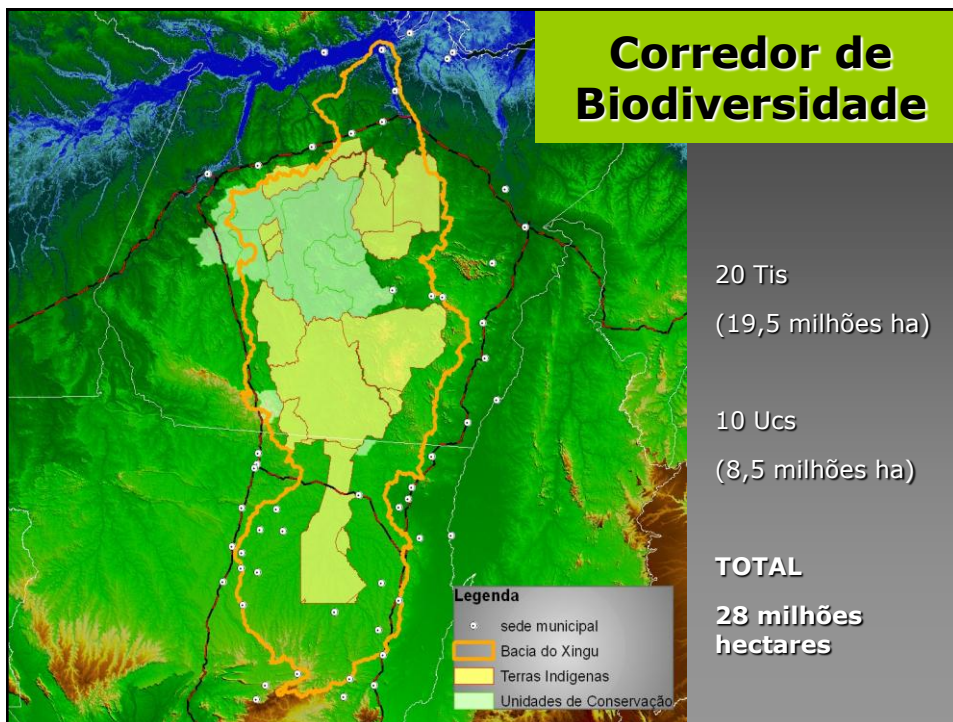 Corredor de
Biodiversidade
20 Tis
(19,5 milhões ha)
10 Ucs
(8,5 milhões ha)
TOTAL
28 milhões
hectares
Legenda
sede municipal
Bacia do Xingu
Terras Indigenas
Unidades de Conservação